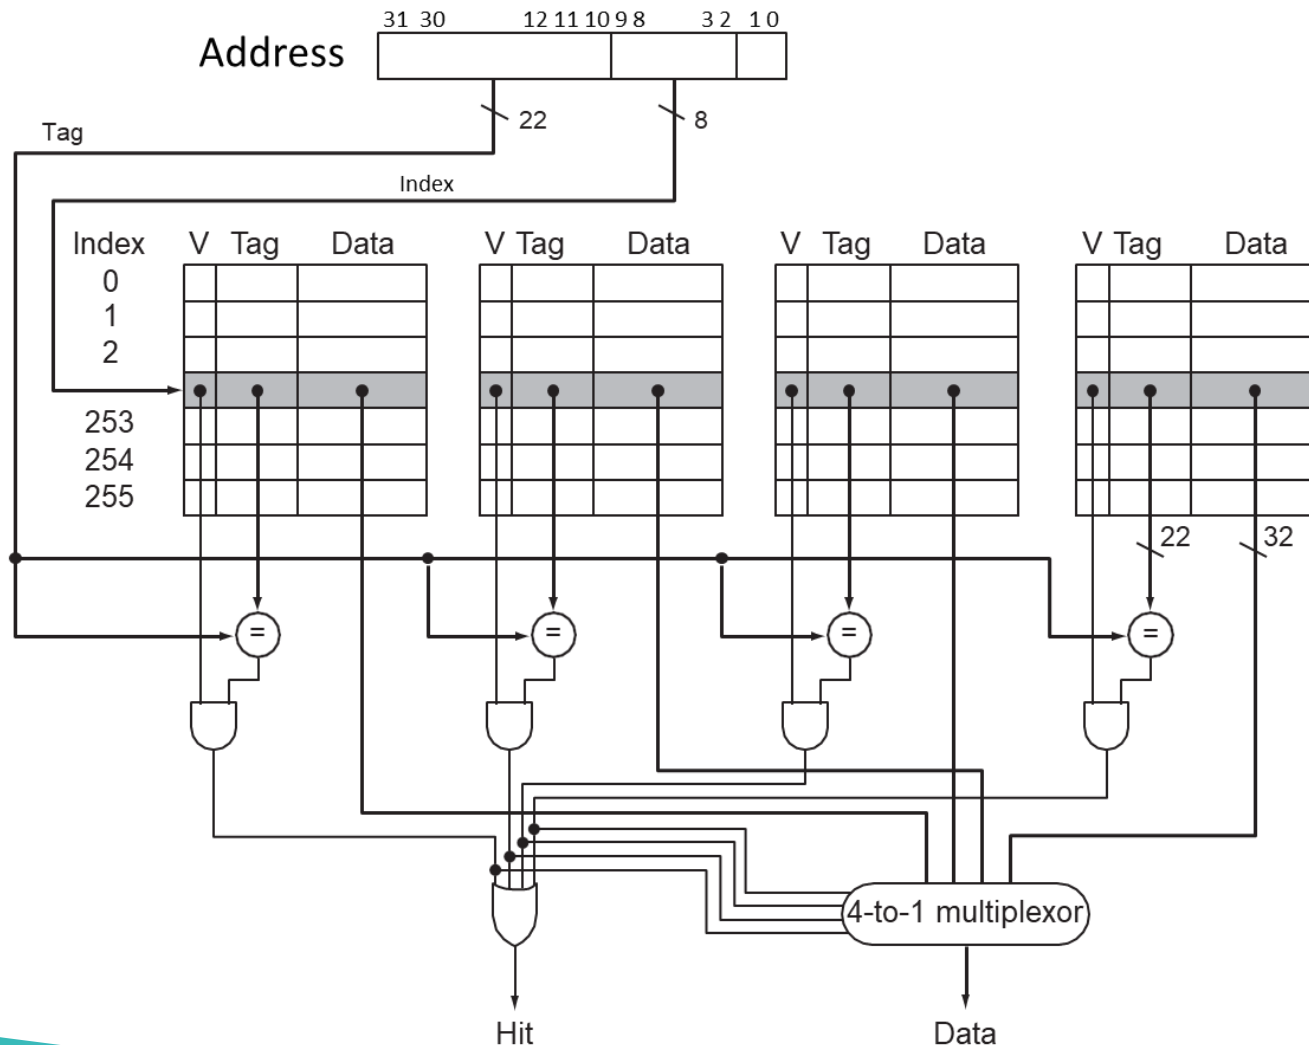 31 30 12 11 10 9 8 3 2 1 0
Address
22
8
Tag
Index
Index V Tag Data V Tag Data V Tag Data V Tag Data
0
1
2
253
254
255
22 32
= = = =
4-to-1 multiplexor
Hit Data